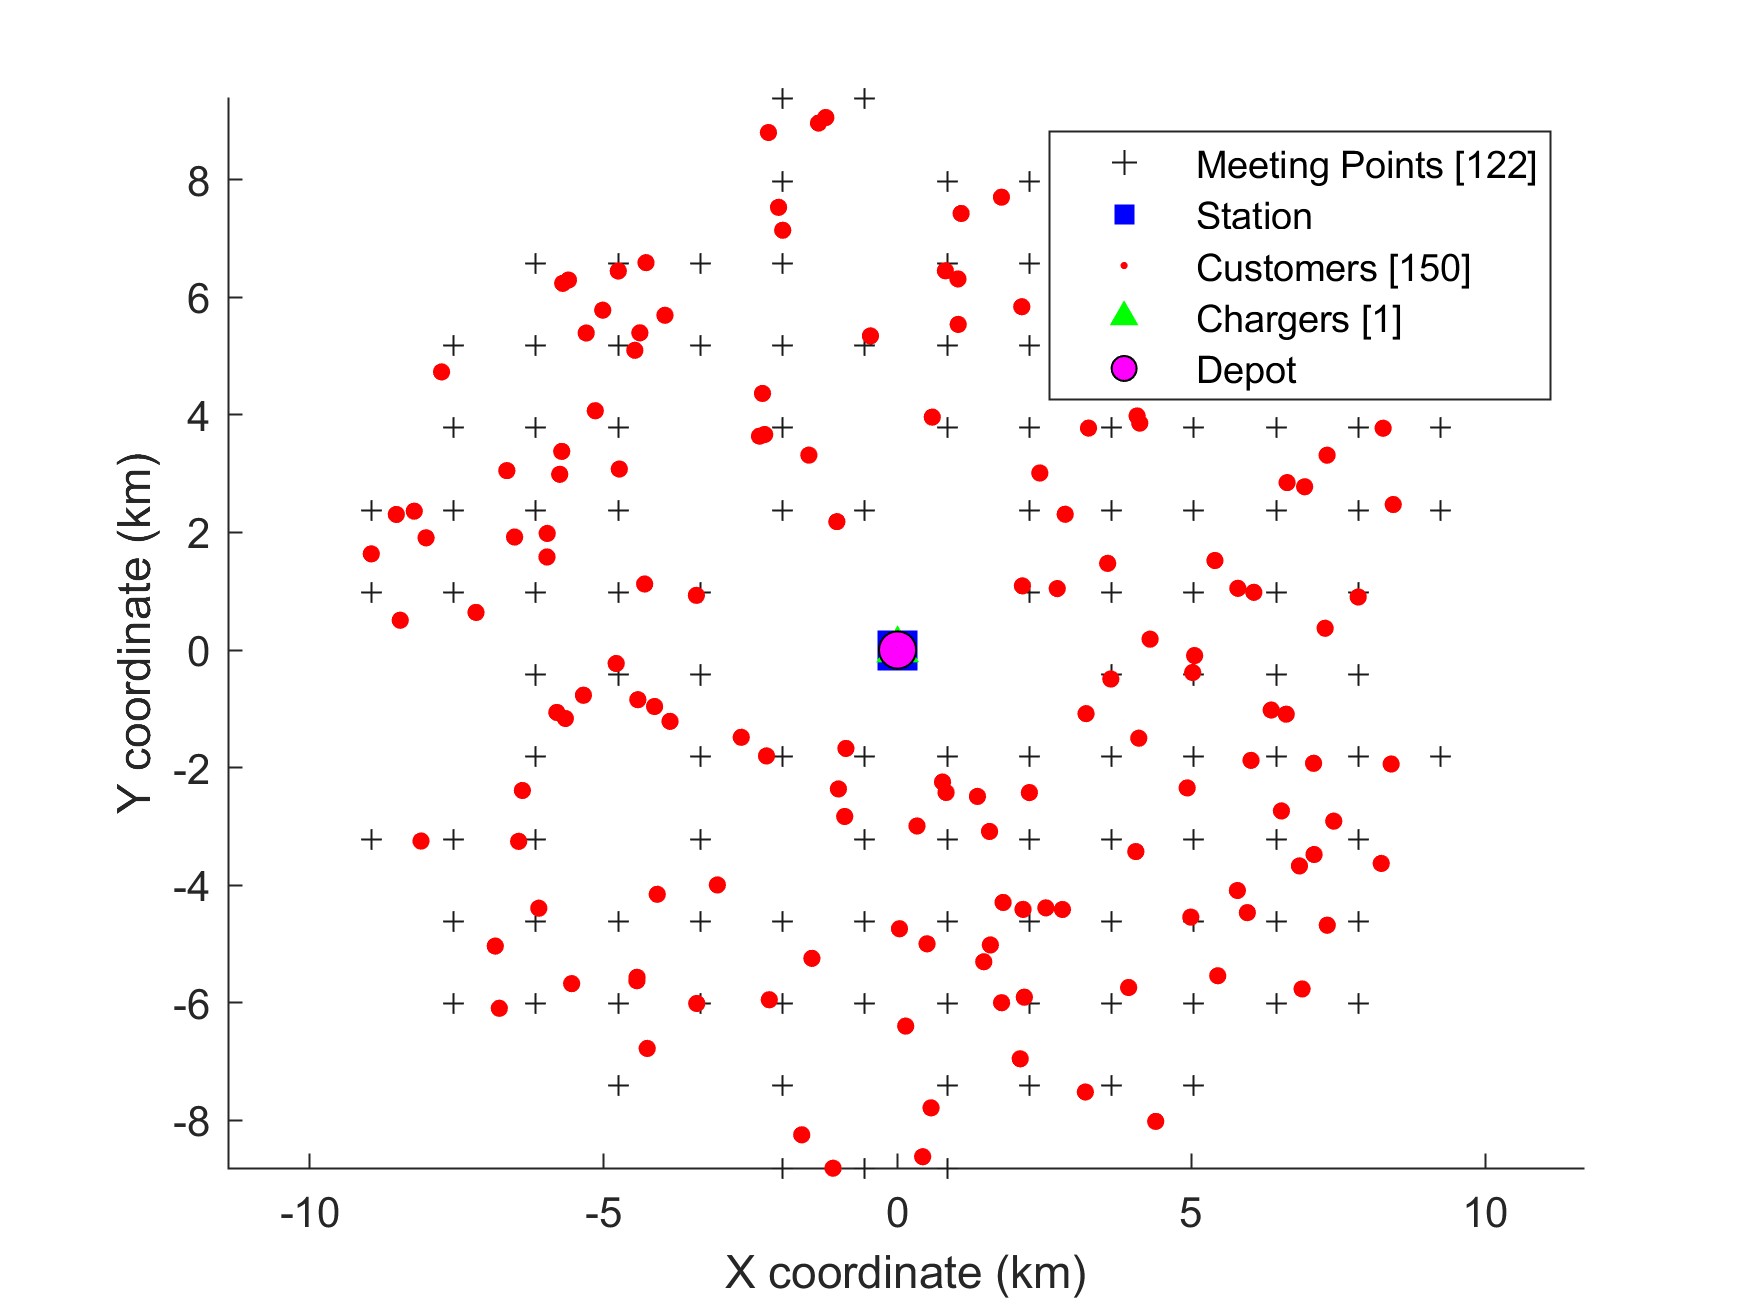 Meeting Points [122]
Station
Customers [150]
Chargers [1]
Depot
8
6
4
2
0
-2
-4
-6
-8
Y coordinate (km)
-10
-5
0
5
10
X coordinate (km)